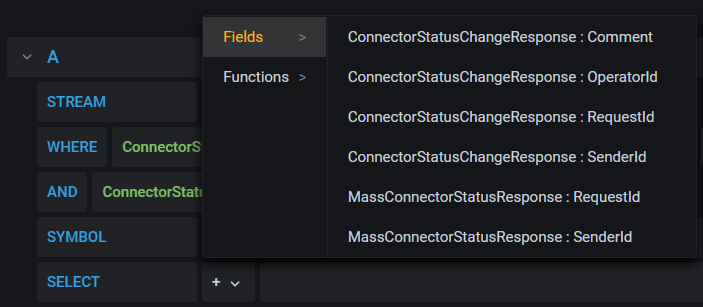 Fields >
Functions >
ConnectorStatusChangeResponse : Comment
ConnectorStatusChangeResponse : OperatorId
ConnectorStatusChangeResponse : RequestId
ConnectorStatusChangeResponse : SenderId
MassConnectorStatusResponse : RequestId
MassConnectorStatusResponse : SenderId
A
STREAM
WHERE ConnectorS
AND ConnectorStatu
SYMBOL
SELECT +